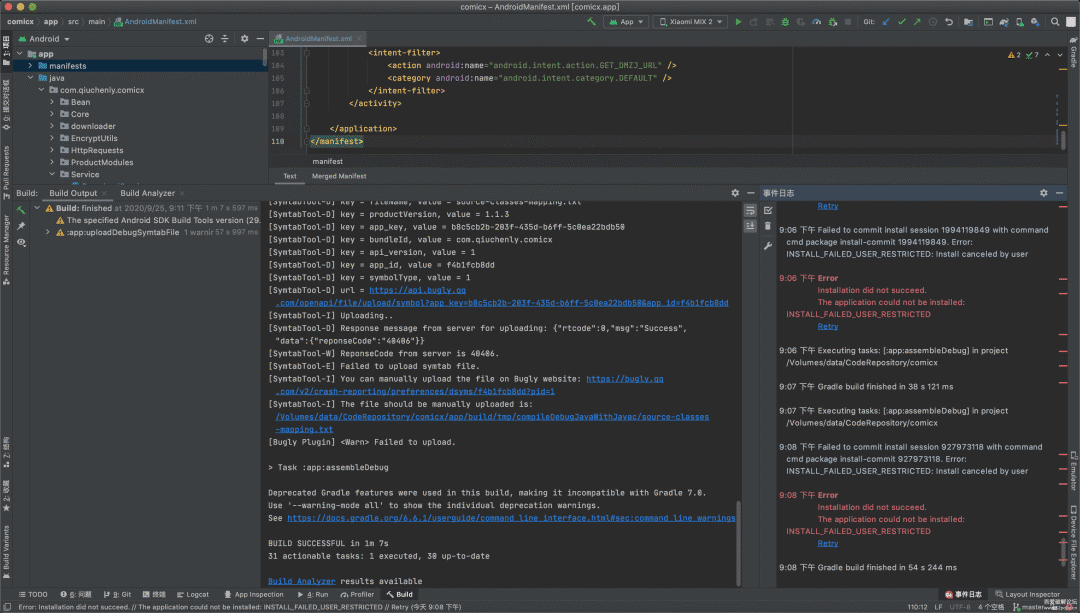 comicx – AndroidManifest.xml [comicx.app]
comicx app src main AndroidManifest.xml
App Xiaomi MIX 2 Git:
Android
app
manifests
java
com.qiuchenly.comicx
Bean
Core
downloader
EncryptUtils
HttpRequests
ProductModules
Service
AndroidManifest.xml
103 <intent-filter>
104 <action android:name="android.intent.action.GET_DMZJ_URL" />
105 <category android:name="android.intent.category.DEFAULT" />
106 </intent-filter>
107 </activity>
108
109 </application>
110 </manifest>
2 7
manifest
Text Merged Manifest
Build: Build Output Build Analyzer
Build: finished at 2020/9/25, 9:11 下午 1 m 7 s 597 ms
The specified Android SDK Build Tools version (29.
:app:uploadDebugSymtabFile 1 warnir 57 s 997 ms
[SymtabTool-D] key = fileName, value = source-classes-mapping.txt
[SymtabTool-D] key = productVersion, value = 1.1.3
[SymtabTool-D] key = app_key, value = b8c5cb2b-203f-435d-b6ff-5c0ea22bdb50
[SymtabTool-D] key = bundleId, value = com.qiuchenly.comicx
[SymtabTool-D] key = api_version, value = 1
[SymtabTool-D] key = app_id, value = f4b1fcb8dd
[SymtabTool-D] key = symbolType, value = 1
[SymtabTool-D] url = https://api.bugly.qq
.com/openapi/file/upload/symbol?app_key=b8c5cb2b-203f-435d-b6ff-5c0ea22bdb50&app_id=f4b1fcb8dd
[SymtabTool-I] Uploading..
[SymtabTool-D] Response message from server for uploading: {"rtcode":0,"msg":"Success",
"data":{"reponseCode":"40406"}}
[SymtabTool-W] ReponseCode from server is 40406.
[SymtabTool-E] Failed to upload symtab file.
[SymtabTool-I] You can manually upload the file on Bugly website: https://bugly.qq
.com/v2/crash-reporting/preferences/dsyms/f4b1fcb8dd?pid=1
[SymtabTool-I] The file should be manually uploaded is:
/Volumes/data/CodeRepository/comicx/app/build/tmp/compileDebugJavaWithJavac/source-classes
-mapping.txt
[Bugly Plugin] <Warn> Failed to upload.
> Task :app:assembleDebug
Deprecated Gradle features were used in this build, making it incompatible with Gradle 7.0.
Use '--warning-mode all' to show the individual deprecation warnings.
See https://docs.gradle.org/6.6.1/userguide/command_line_interface.html#sec:command_line_warnings
BUILD SUCCESSFUL in 1m 7s
31 actionable tasks: 1 executed, 30 up-to-date
Build Analyzer results available
事件日志
Retry
9:06 下午 Failed to commit install session 1994119849 with command
cmd package install-commit 1994119849. Error:
INSTALL_FAILED_USER_RESTRICTED: Install canceled by user
9:06 下午 Error
Installation did not succeed.
The application could not be installed:
INSTALL_FAILED_USER_RESTRICTED
Retry
9:06 下午 Executing tasks: [:app:assembleDebug] in project
/Volumes/data/CodeRepository/comicx
9:07 下午 Gradle build finished in 38 s 121 ms
9:07 下午 Executing tasks: [:app:assembleDebug] in project
/Volumes/data/CodeRepository/comicx
9:08 下午 Failed to commit install session 927973118 with command
cmd package install-commit 927973118. Error:
INSTALL_FAILED_USER_RESTRICTED: Install canceled by user
9:08 下午 Error
Installation did not succeed.
The application could not be installed:
INSTALL_FAILED_USER_RESTRICTED
Retry
9:08 下午 Gradle build finished in 54 s 244 ms
1: 项目
0: 提交对话框
Pull Requests
Resource Manager
Z: 结构
2: 收藏
Build Variants
Gradle
Emulator
Device File Explorer
TODO 6: 问题 9: Git 终端 Logcat App Inspection 4: Run Profiler Build 事件日志 Layout Inspector
Error: Installation did not succeed. // The application could not be installed: INSTALL_FAILED_USER_RESTRICTED // Retry (今天 9:08 下午) 110:12 LF UTF-8 4 个空格 master